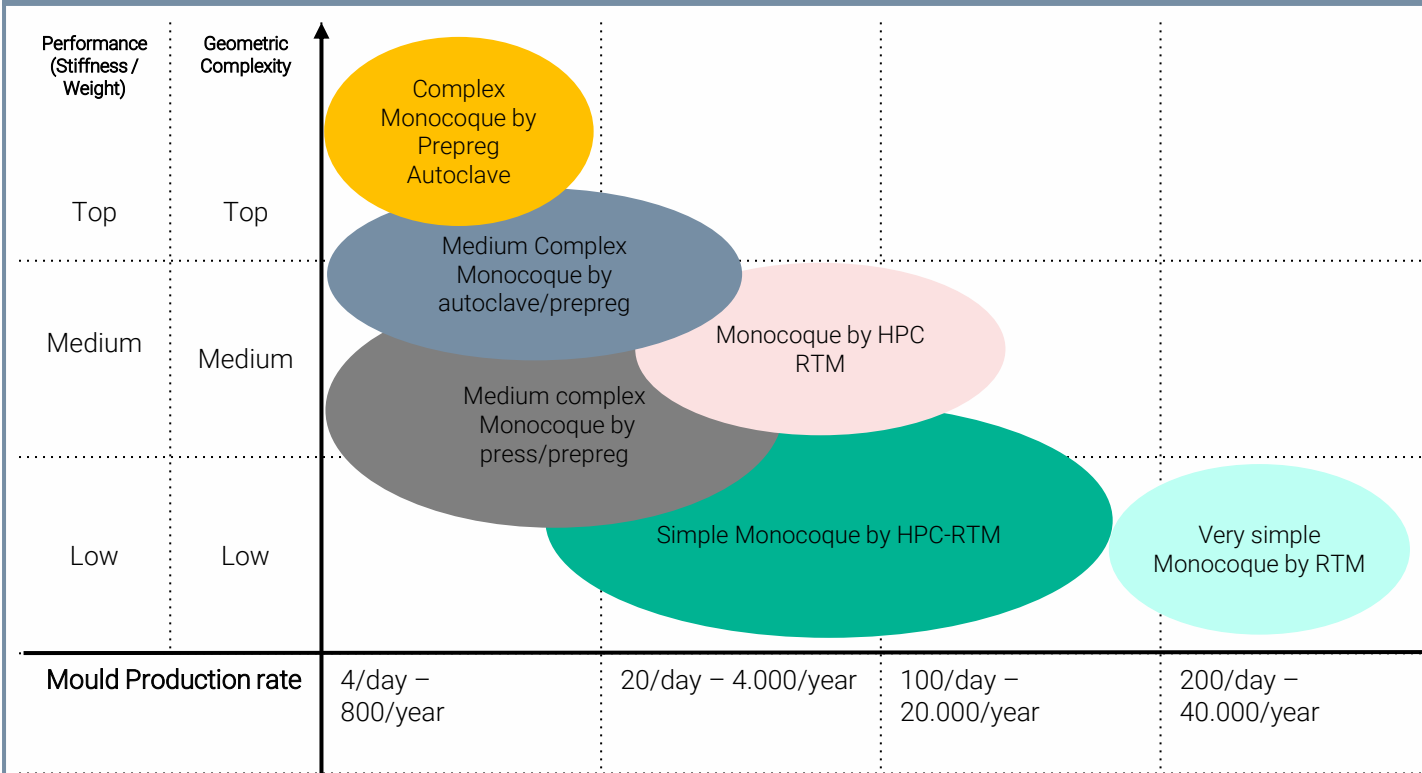 Performance
(Stiffness /
Weight)
Geometric
Complexity
Complex
Monocoque by
Prepreg
Autoclave
Top
Top
Medium Complex
Monocoque by
autoclave/prepreg
Medium
Medium
Monocoque by HPC
RTM
Medium complex
Monocoque by
press/prepreg
Low
Low
Simple Monocoque by HPC-RTM
Very simple
Monocoque by RTM
Mould Production rate
4/day –
800/year
20/day – 4.000/year
100/day –
20.000/year
200/day –
40.000/year